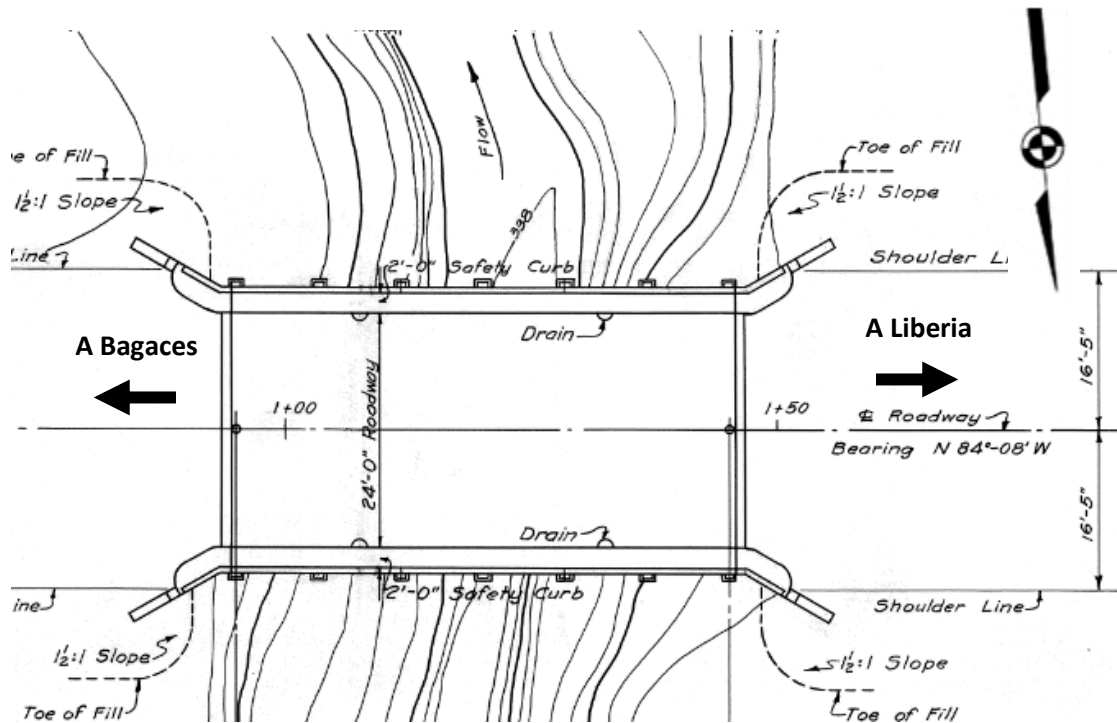 Flow
e of Fill
1½:1 Slope
Line
338
2'-0" Safety Curb
Toe of Fill
1½:1 Slope
Shoulder Li
Drain
A Bagaces
A Liberia
16'-5"
1+00
24'-0" Roadway
1+50
℄ Roadway
Bearing N 84°-08' W
Drain
16'-5"
ine
2'-0" Safety Curb
Shoulder Line
1½:1 Slope
Toe of Fill
1½:1 Slope
Toe of Fill